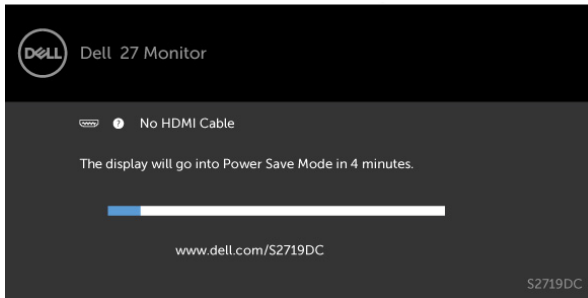 DELL
Dell 27 Monitor
? No HDMI Cable
The display will go into Power Save Mode in 4 minutes.
www.dell.com/S2719DC
S2719DC